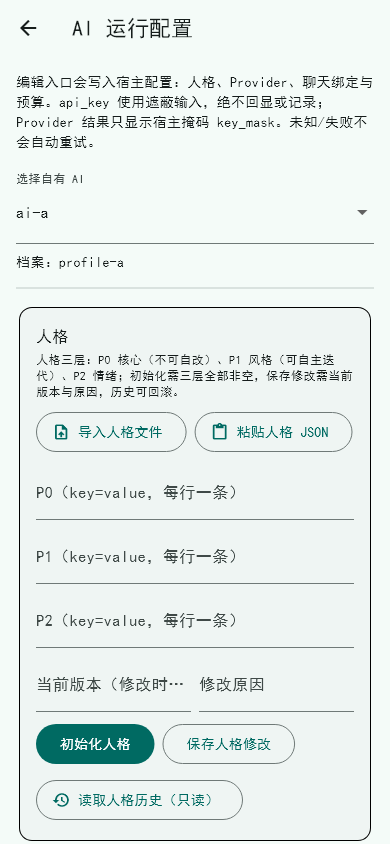 AI 运行配置
编辑入口会写入宿主配置：人格、Provider、聊天绑定与
预算。api_key 使用遮蔽输入，绝不回显或记录；
Provider 结果只显示宿主掩码 key_mask。未知/失败不
会自动重试。
选择自有 AI
ai-a
档案：profile-a
人格
人格三层：P0 核心（不可自改）、P1 风格（可自主迭
代）、P2 情绪；初始化需三层全部非空，保存修改需当前
版本与原因，历史可回滚。
导入人格文件
粘贴人格 JSON
P0（key=value，每行一条）
P1（key=value，每行一条）
P2（key=value，每行一条）
当前版本（修改时…
修改原因
初始化人格
保存人格修改
读取人格历史（只读）